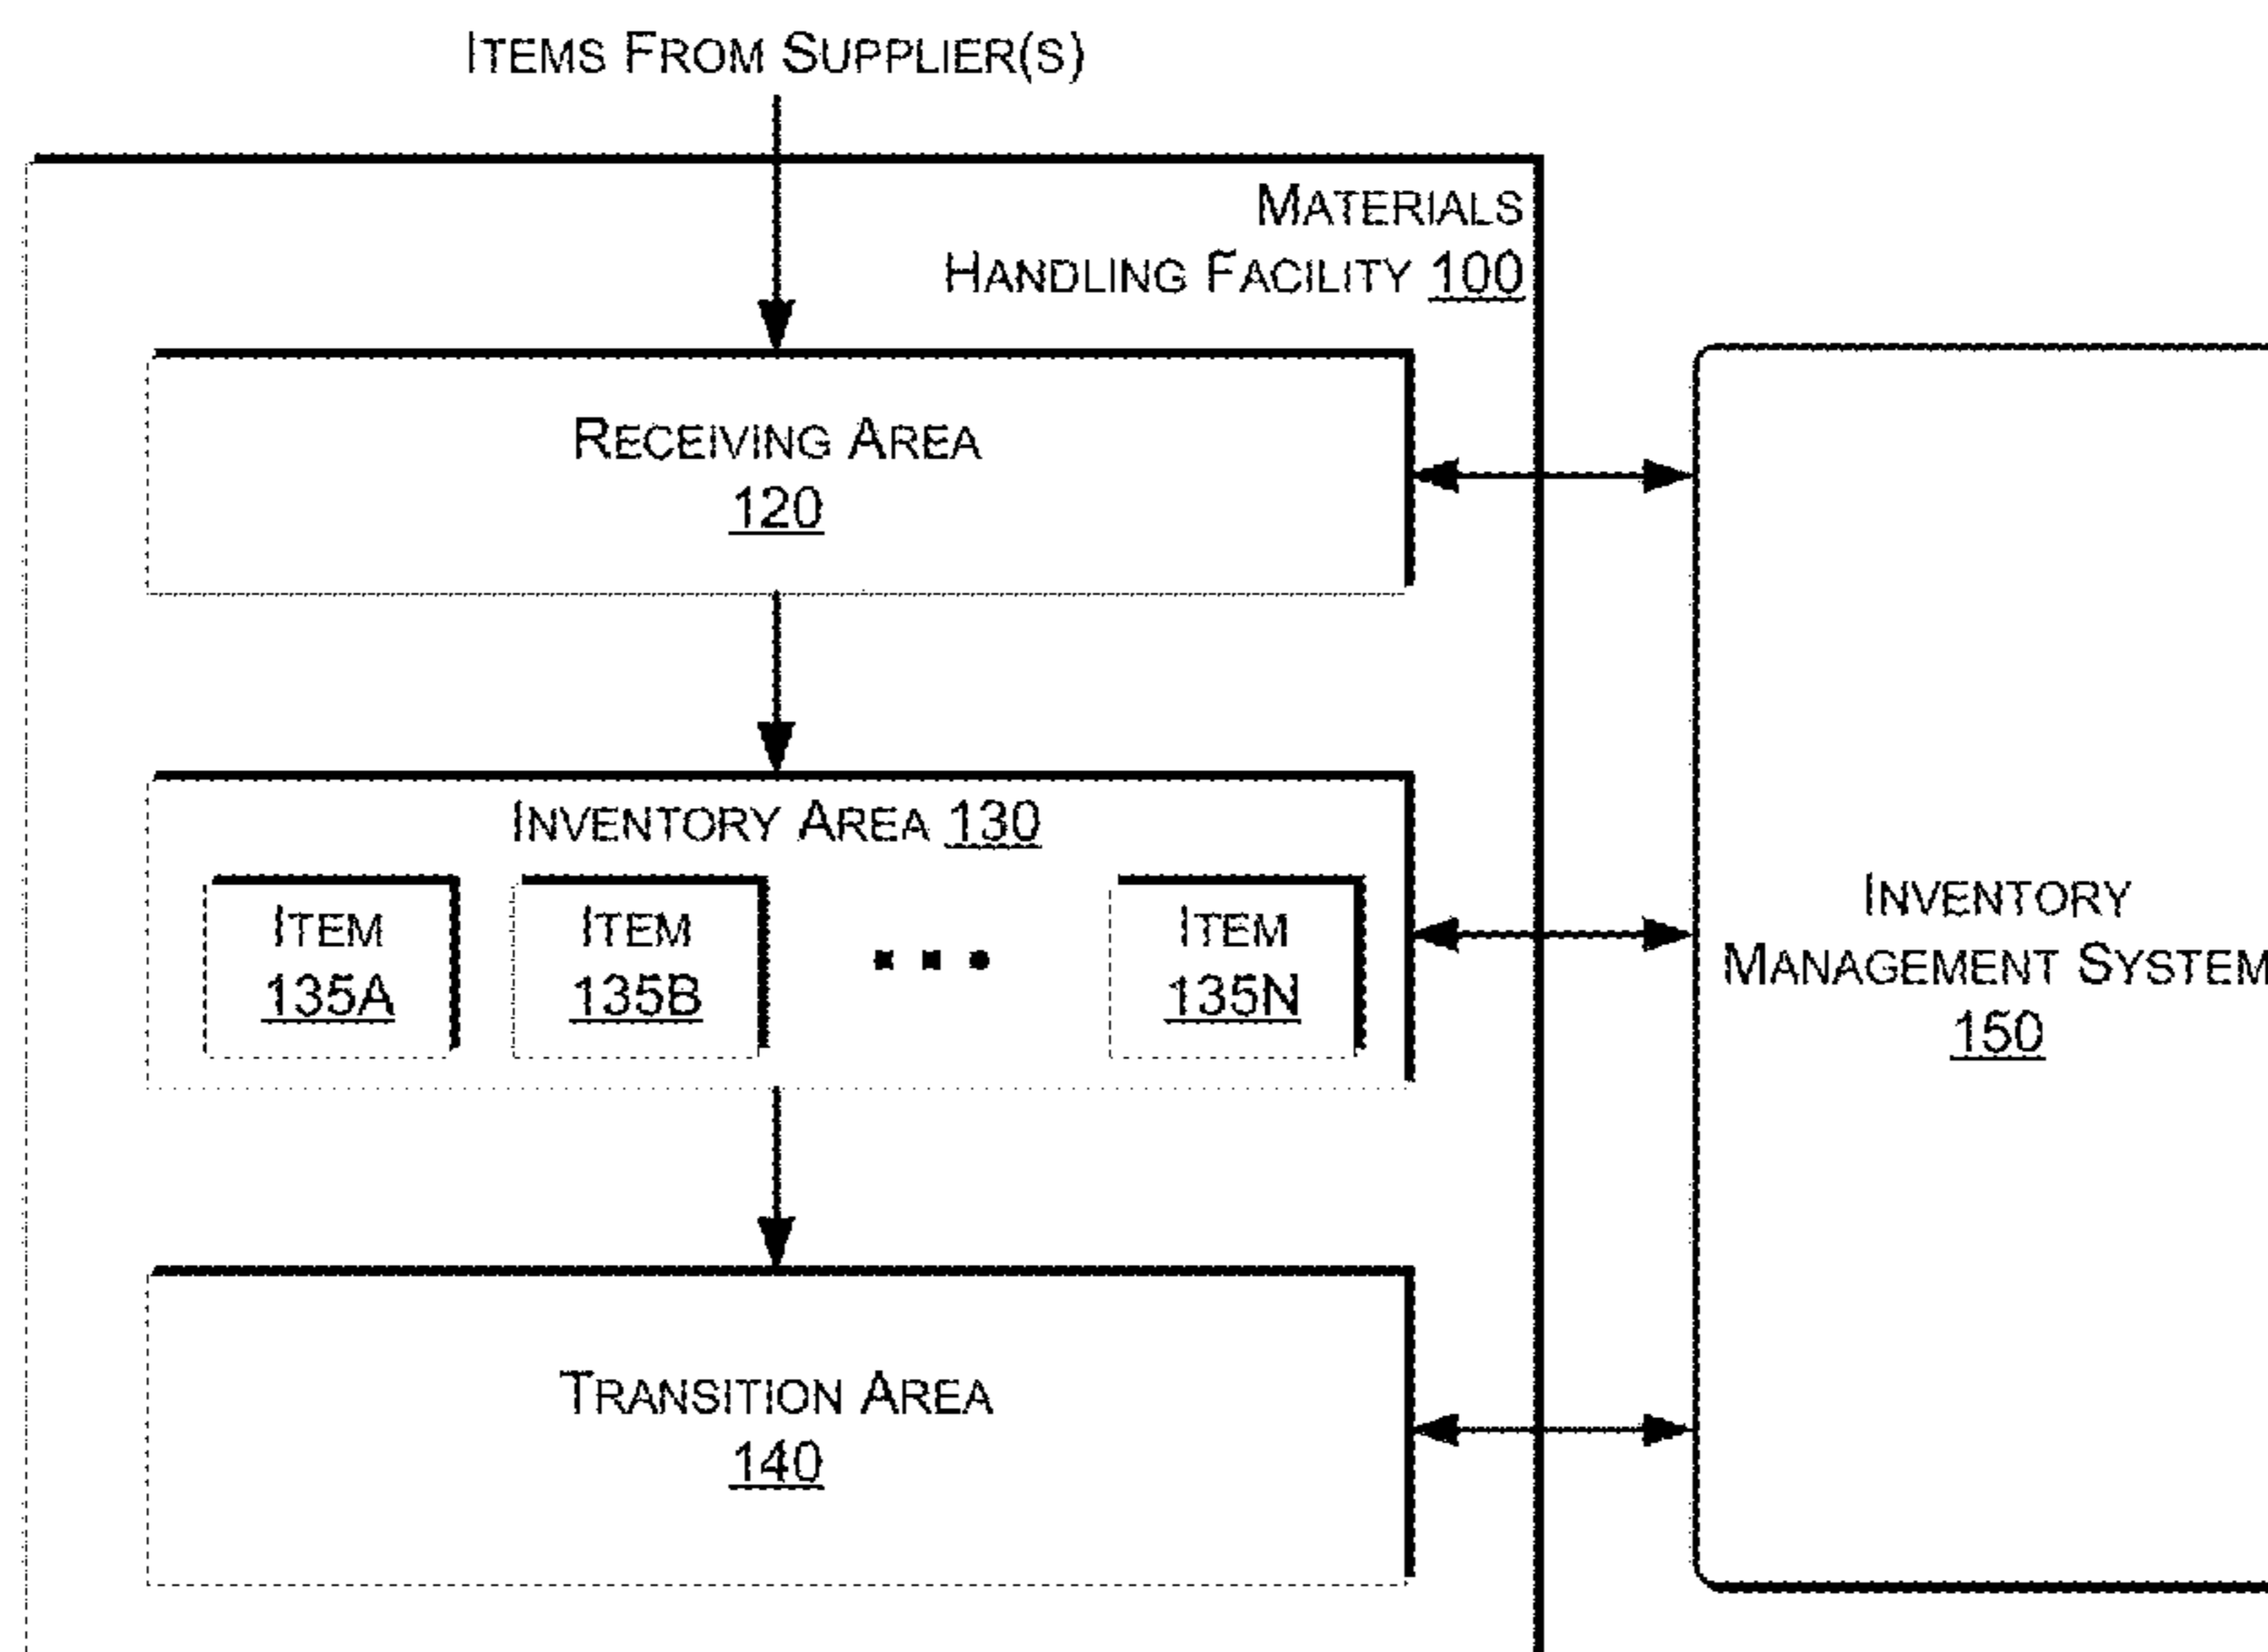 ITEMS FROM SUPPLIER(S)
MATERIALS
HANDLING FACILITY 100
RECEIVING AREA
120
INVENTORY AREA 130
ITEM
135A
ITEM
135B
ITEM
135N
INVENTORY
MANAGEMENT SYSTEM
150
TRANSITION AREA
140